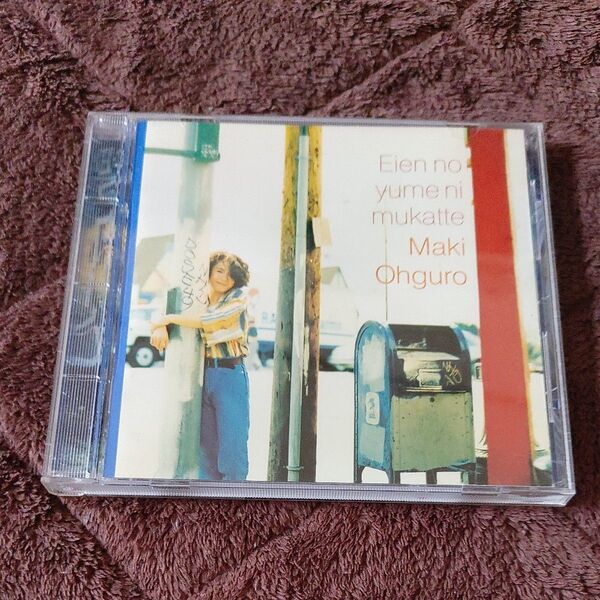 Eien no
yume ni
mukatte
Maki
Ohguro